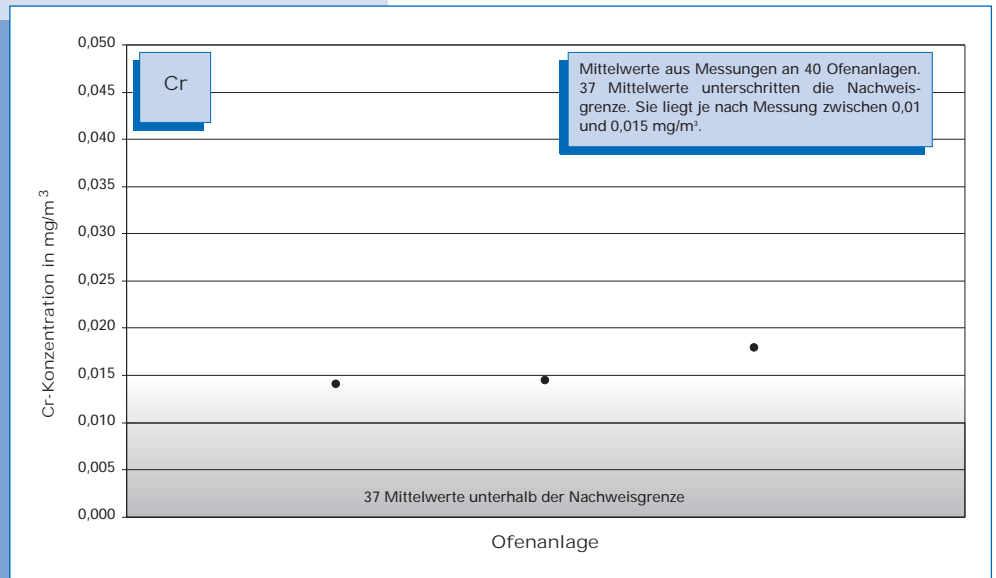 Cr
Mittelwerte aus Messungen an 40 Ofenanlagen.
37 Mittelwerte unterschritten die Nachweis-
grenze. Sie liegt je nach Messung zwischen 0,01
und 0,015 mg/m³.
Cr-Konzentration in mg/m³
0,050
0,045
0,040
0,035
0,030
0,025
0,020
0,015
0,010
0,005
0,000
37 Mittelwerte unterhalb der Nachweisgrenze
Ofenanlage